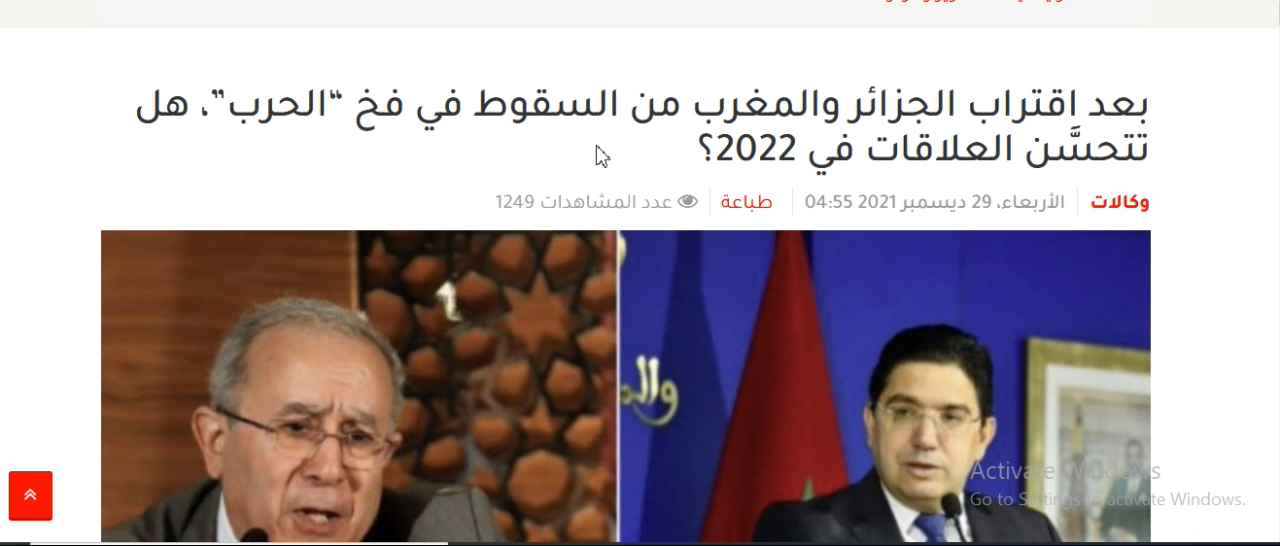 بعد اقتراب الجزائر والمغرب من السقوط في فخ “الحرب”، هل
تتحسَّن العلاقات في 2022؟
وكالات | الأربعاء، 29 ديسمبر 2021 04:55 | طباعة | عدد المشاهدات 1249
Activate Windows
Go to Settings to activate Windows.